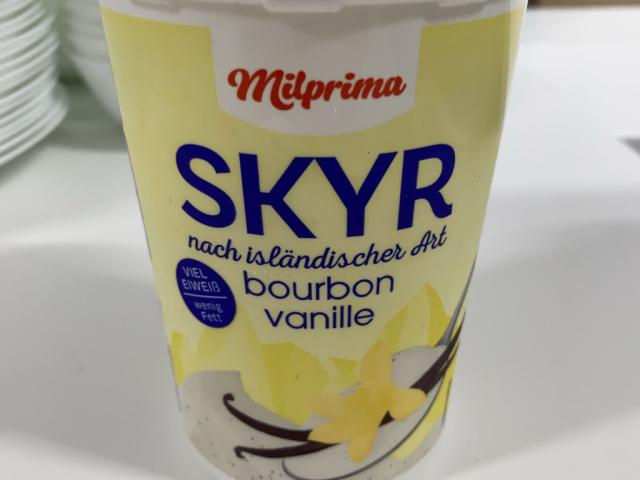 Milprima
SKYR
nach isländischer Art
bourbon
vanille
VIEL
EIWEIß
wenig
Fett